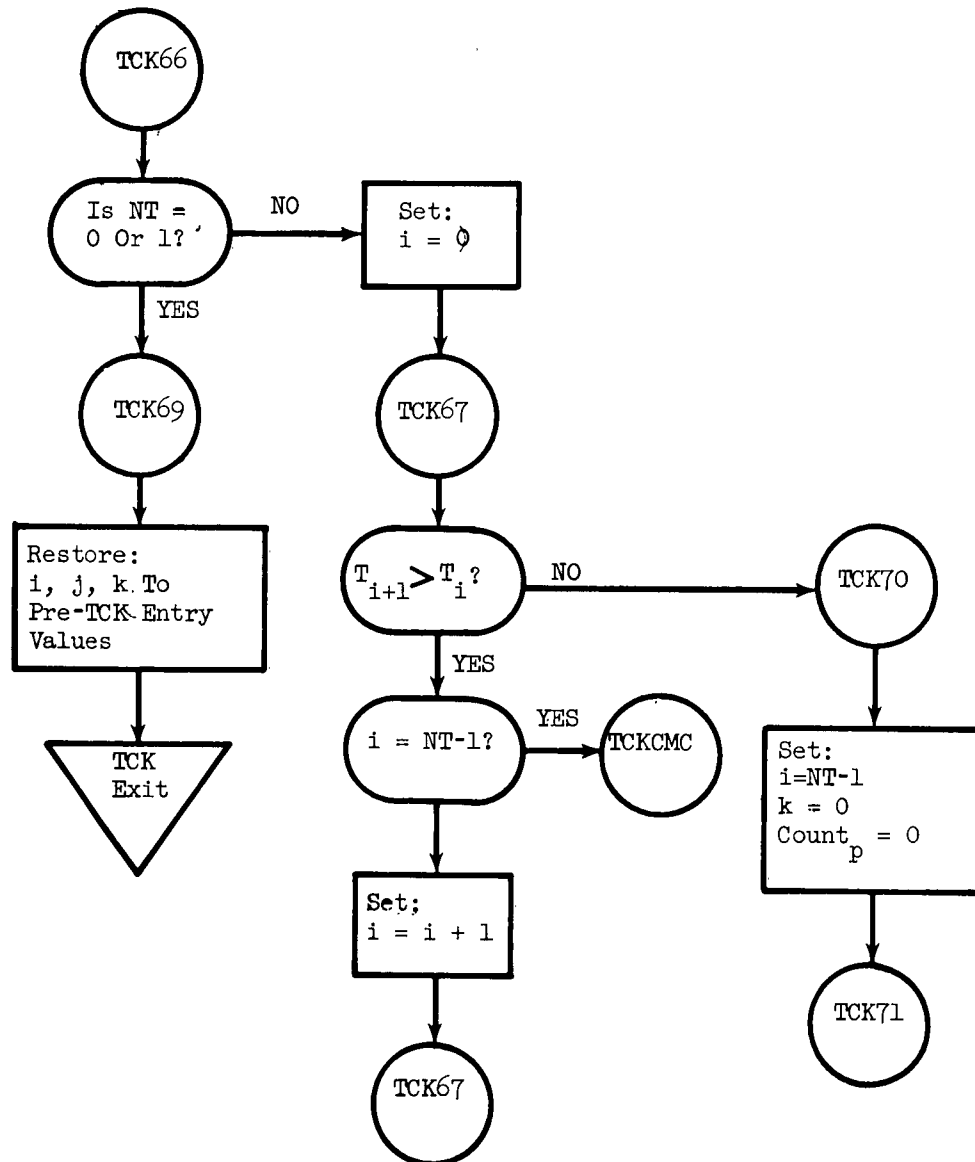 TCK66
Is NT =
0 Or 1?
NO
Set:
i = 0
YES
TCK69
TCK67
Restore:
i, j, k To
Pre-TCK Entry
Values
T_{i+1} > T_i?
NO
TCK70
YES
TCK
Exit
i = NT-1?
YES
TCKCMC
Set:
i=NT-1
k = 0
Count_p = 0
Set;
i = i + 1
TCK71
TCK67